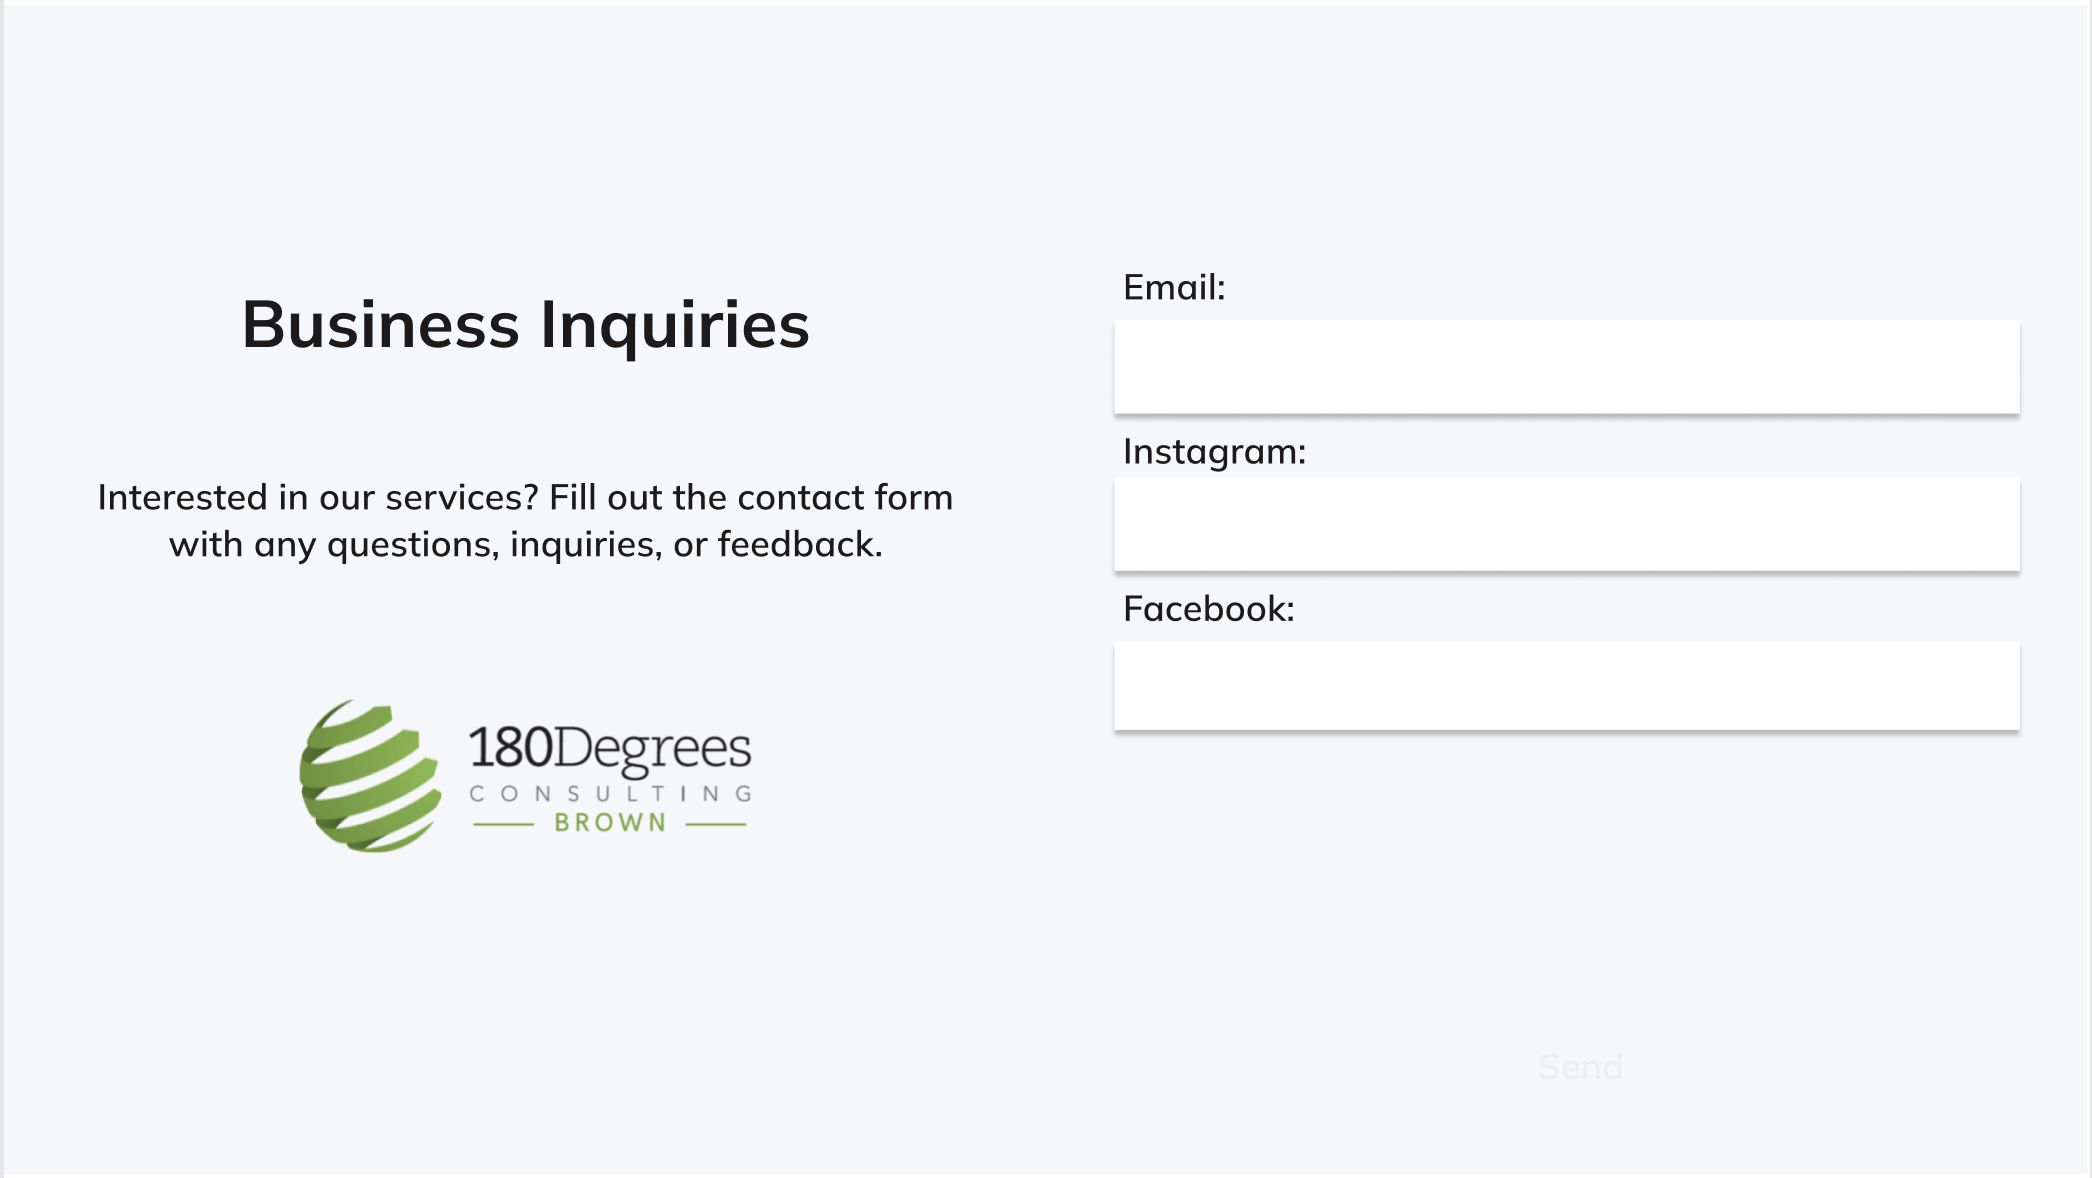 Business Inquiries
Interested in our services? Fill out the contact form
with any questions, inquiries, or feedback.
180Degrees
CONSULTING
BROWN
Email:
Instagram:
Facebook:
Send